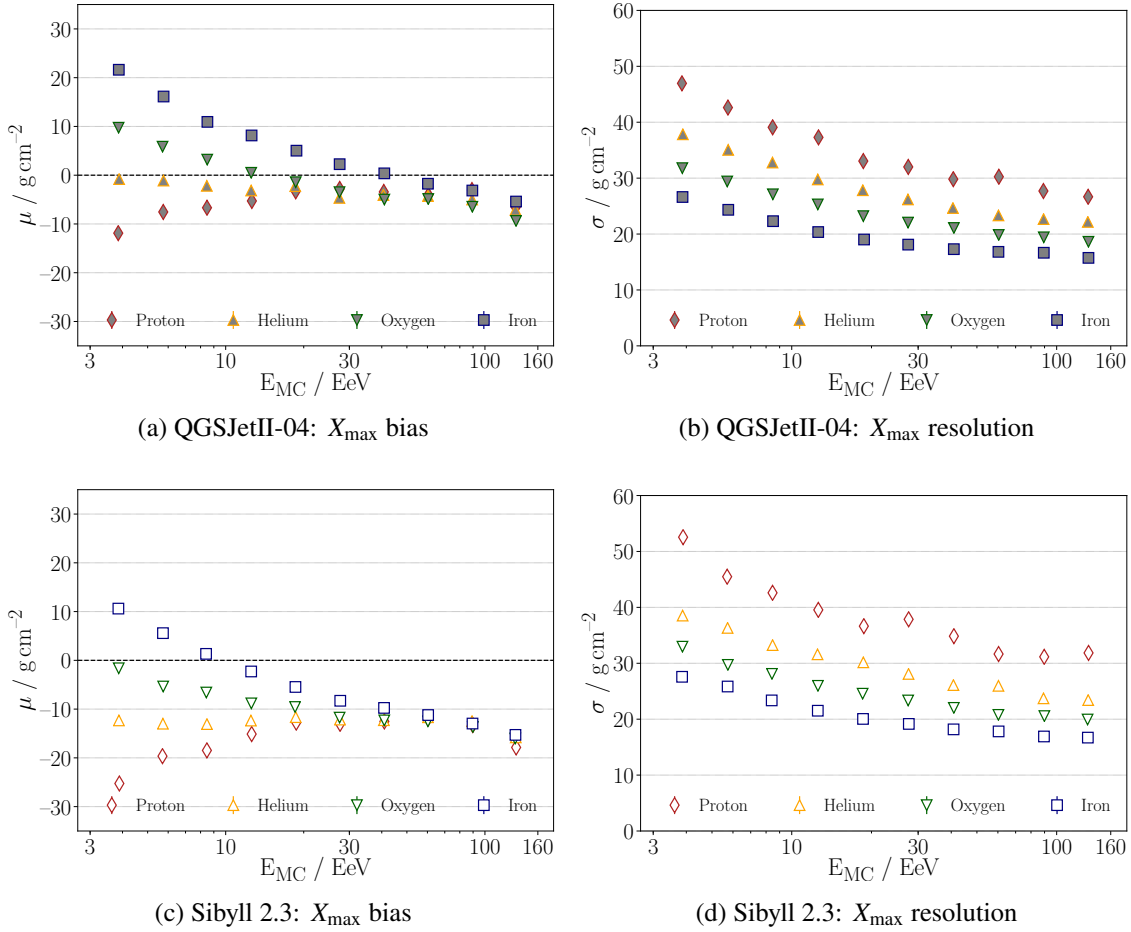 30
20
10
0
−10
−20
−30
μ / g cm⁻²
Proton Helium Oxygen Iron
3 10 30 100 160
E_MC / EeV
(a) QGSJetII-04: X_max bias
60
50
40
30
20
10
0
σ / g cm⁻²
Proton Helium Oxygen Iron
3 10 30 100 160
E_MC / EeV
(b) QGSJetII-04: X_max resolution
30
20
10
0
−10
−20
−30
μ / g cm⁻²
Proton Helium Oxygen Iron
3 10 30 100 160
E_MC / EeV
(c) Sibyll 2.3: X_max bias
60
50
40
30
20
10
0
σ / g cm⁻²
Proton Helium Oxygen Iron
3 10 30 100 160
E_MC / EeV
(d) Sibyll 2.3: X_max resolution